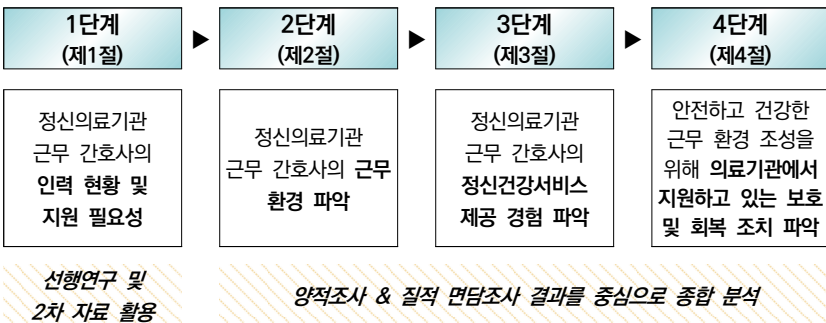 1단계
(제1절)
▶
2단계
(제2절)
▶
3단계
(제3절)
▶
4단계
(제4절)
정신의료기관
근무 간호사의
인력 현황 및
지원 필요성
정신의료기관
근무 간호사의 근무
환경 파악
정신의료기관
근무 간호사의
정신건강서비스
제공 경험 파악
안전하고 건강한
근무 환경 조성을
위해 의료기관에서
지원하고 있는 보호
및 회복 조치 파악
선행연구 및
2차 자료 활용
양적조사 & 질적 면담조사 결과를 중심으로 종합 분석